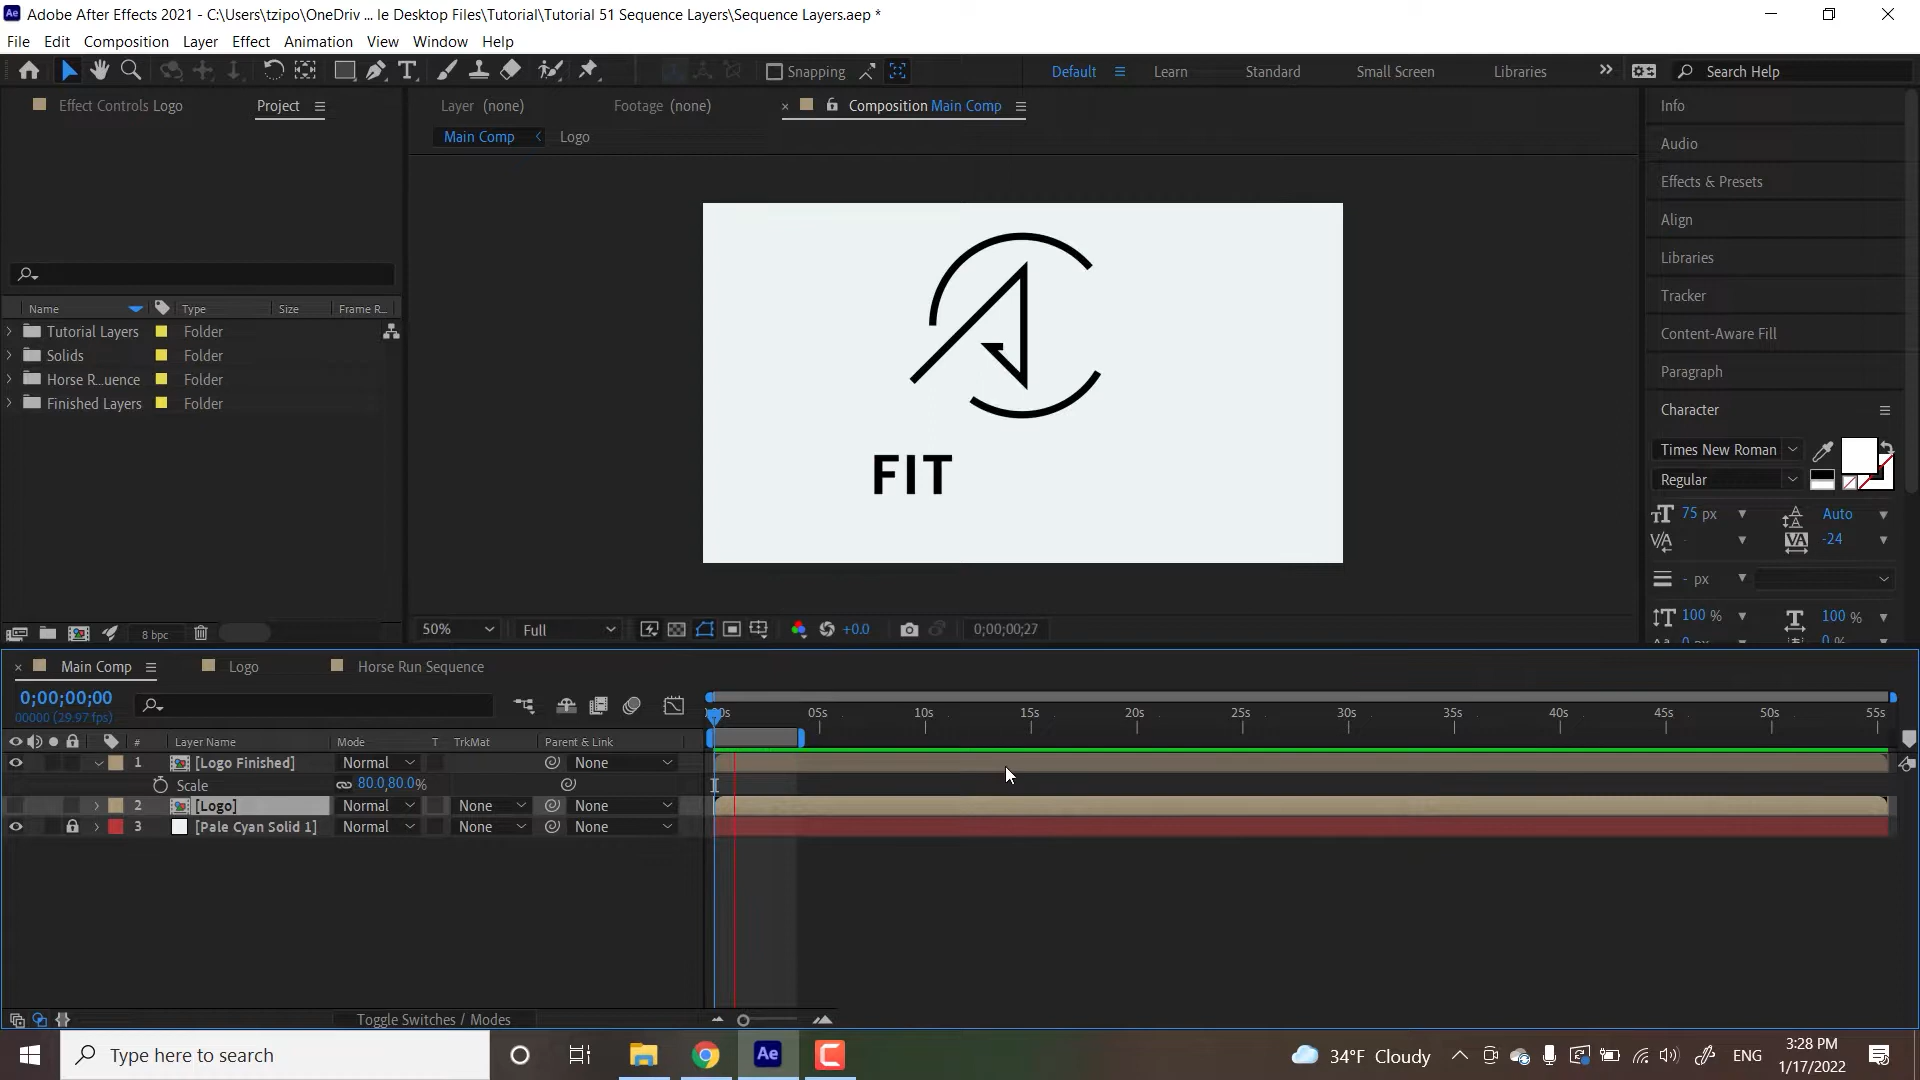 Adobe After Effects 2021 - C:\Users\tzipo\OneDriv ... le Desktop Files\Tutorial\Tutorial 51 Sequence Layers\Sequence Layers.aep *
File Edit Composition Layer Effect Animation View Window Help
Snapping Default Learn Standard Small Screen Libraries Search Help
Effect Controls Logo Project
Layer (none) Footage (none) Composition Main Comp
Main Comp Logo
Info
Audio
Effects & Presets
Align
Libraries
Tracker
Content-Aware Fill
Paragraph
Character
Times New Roman
Regular
75 px Auto
-24
- px
100 % 100 %
0 px 0 %
Name Type Size Frame R...
Tutorial Layers Folder
Solids Folder
Horse R...uence Folder
Finished Layers Folder
8 bpc
FIT
50% Full +0.0 0;00;00;27
Main Comp Logo Horse Run Sequence
0;00;00;00
00000 (29.97 fps)
05s 10s 15s 20s 25s 30s 35s 40s 45s 50s 55s
# Layer Name Mode T TrkMat Parent & Link
1 [Logo Finished] Normal None
Scale 80.0,80.0%
2 [Logo] Normal None None
3 [Pale Cyan Solid 1] Normal None None
Toggle Switches / Modes
Type here to search
34°F Cloudy ENG
3:28 PM
1/17/2022